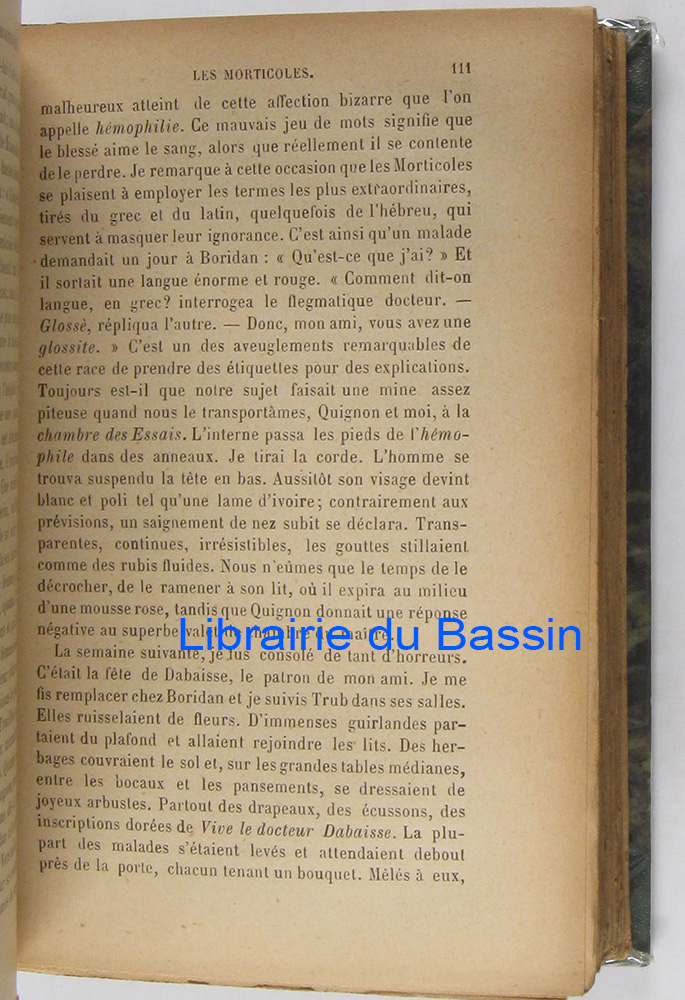 LES MORTICOLES. 111
malheureux atteint de cette affection bizarre que l'on
appelle hémophilie. Ce mauvais jeu de mots signifie que
le blessé aime le sang, alors que réellement il se contente
de le perdre. Je remarque à cette occasion que les Morticoles
se plaisent à employer les termes les plus extraordinaires,
tirés du grec et du latin, quelquefois de l'hébreu, qui
servent à masquer leur ignorance. C'est ainsi qu'un malade
demandait un jour à Boridan : « Qu'est-ce que j'ai? » Et
il sortait une langue énorme et rouge. « Comment dit-on
langue, en grec? interrogea le flegmatique docteur. —
Glossè, répliqua l'autre. — Donc, mon ami, vous avez une
glossite. » C'est un des aveuglements remarquables de
cette race de prendre des étiquettes pour des explications.
Toujours est-il que notre sujet faisait une mine assez
piteuse quand nous le transportâmes, Quignon et moi, à la
chambre des Essais. L'interne passa les pieds de l'hémo-
phile dans des anneaux. Je tirai la corde. L'homme se
trouva suspendu la tête en bas. Aussitôt son visage devint
blanc et poli tel qu'une lame d'ivoire; contrairement aux
prévisions, un saignement de nez subit se déclara. Trans-
parentes, continues, irrésistibles, les gouttes stillaient
comme des rubis fluides. Nous n'eûmes que le temps de le
décrocher, de le ramener à son lit, où il expira au milieu
d'une mousse rose, tandis que Quignon donnait une réponse
négative au superbe valet de chambre du maître.
Librairie du Bassin
La semaine suivante, je fus consolé de tant d'horreurs.
C'était la fête de Dabaisse, le patron de mon ami. Je me
fis remplacer chez Boridan et je suivis Trub dans ses salles.
Elles ruisselaient de fleurs. D'immenses guirlandes par-
taient du plafond et allaient rejoindre les lits. Des her-
bages couvraient le sol et, sur les grandes tables médianes,
entre les bocaux et les pansements, se dressaient de
joyeux arbustes. Partout des drapeaux, des écussons, des
inscriptions dorées de Vive le docteur Dabaisse. La plu-
part des malades s'étaient levés et attendaient debout
près de la porte, chacun tenant un bouquet. Mêlés à eux,